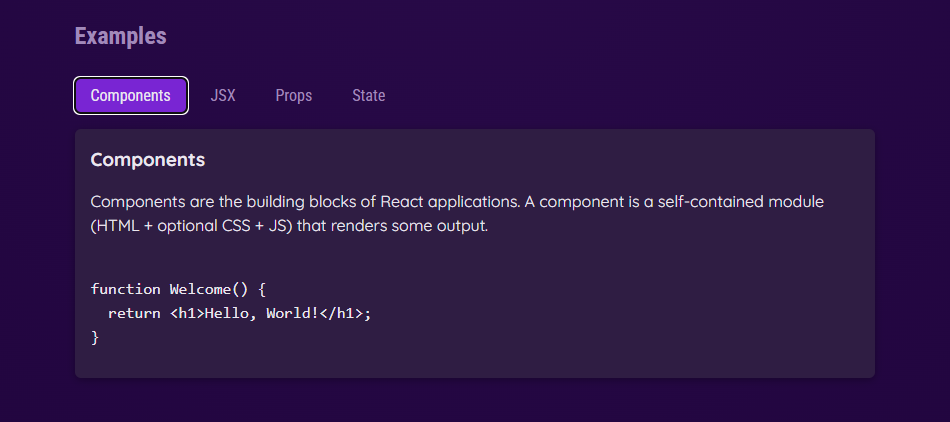 Examples
Components JSX Props State
Components
Components are the building blocks of React applications. A component is a self-contained module
(HTML + optional CSS + JS) that renders some output.
function Welcome() {
  return <h1>Hello, World!</h1>;
}